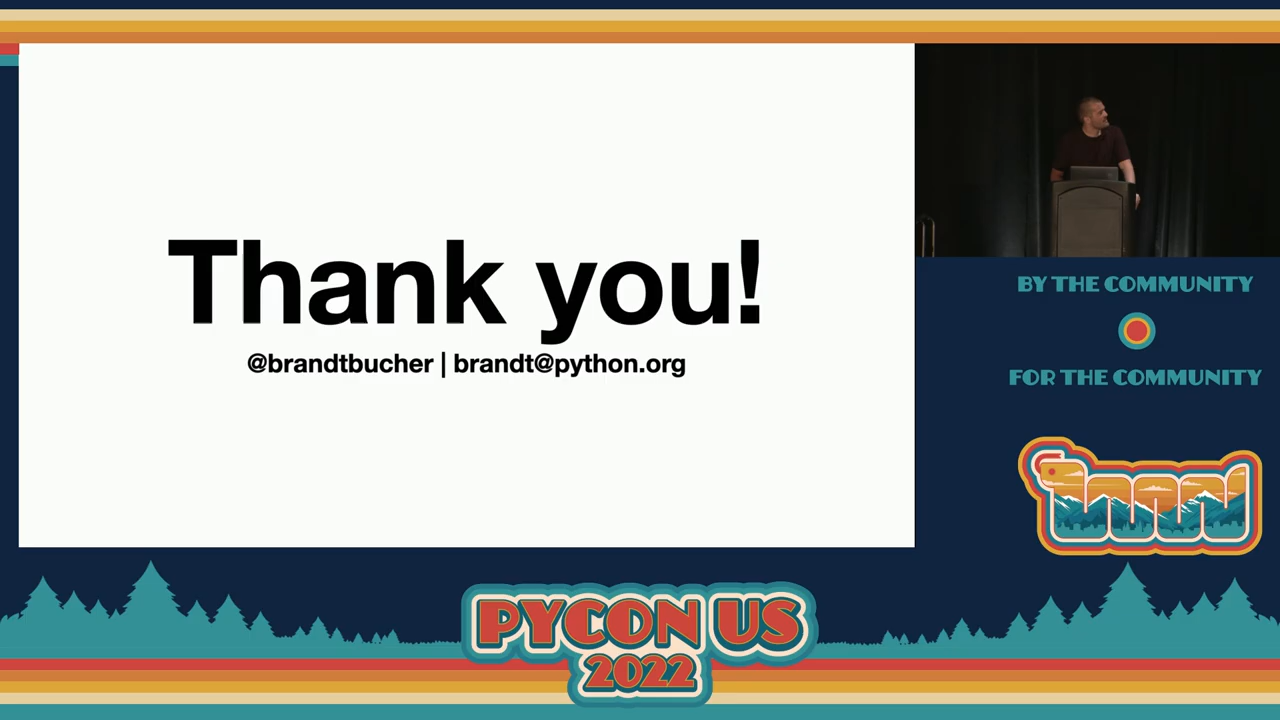 Thank you!
@brandtbucher | brandt@python.org
BY THE COMMUNITY
FOR THE COMMUNITY
PYCON US
2022